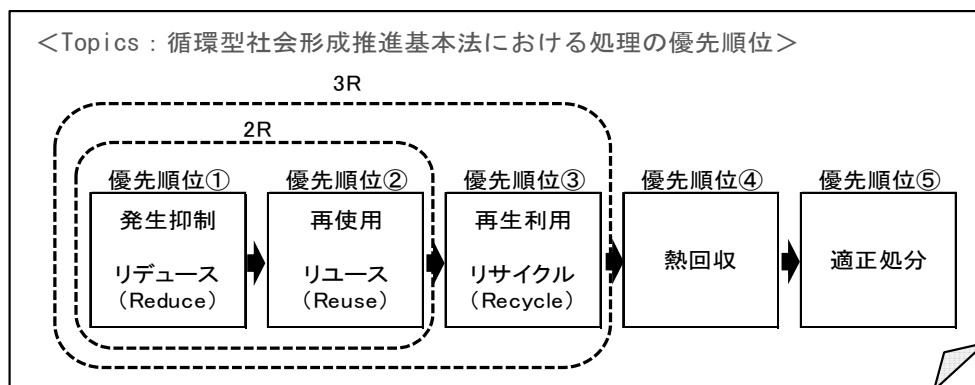 ＜Topics：循環型社会形成推進基本法における処理の優先順位＞
3R
2R
優先順位① 優先順位② 優先順位③ 優先順位④ 優先順位⑤
発生抑制 再使用 再生利用 熱回収 適正処分
リデュース リユース リサイクル
（Reduce） （Reuse） （Recycle）